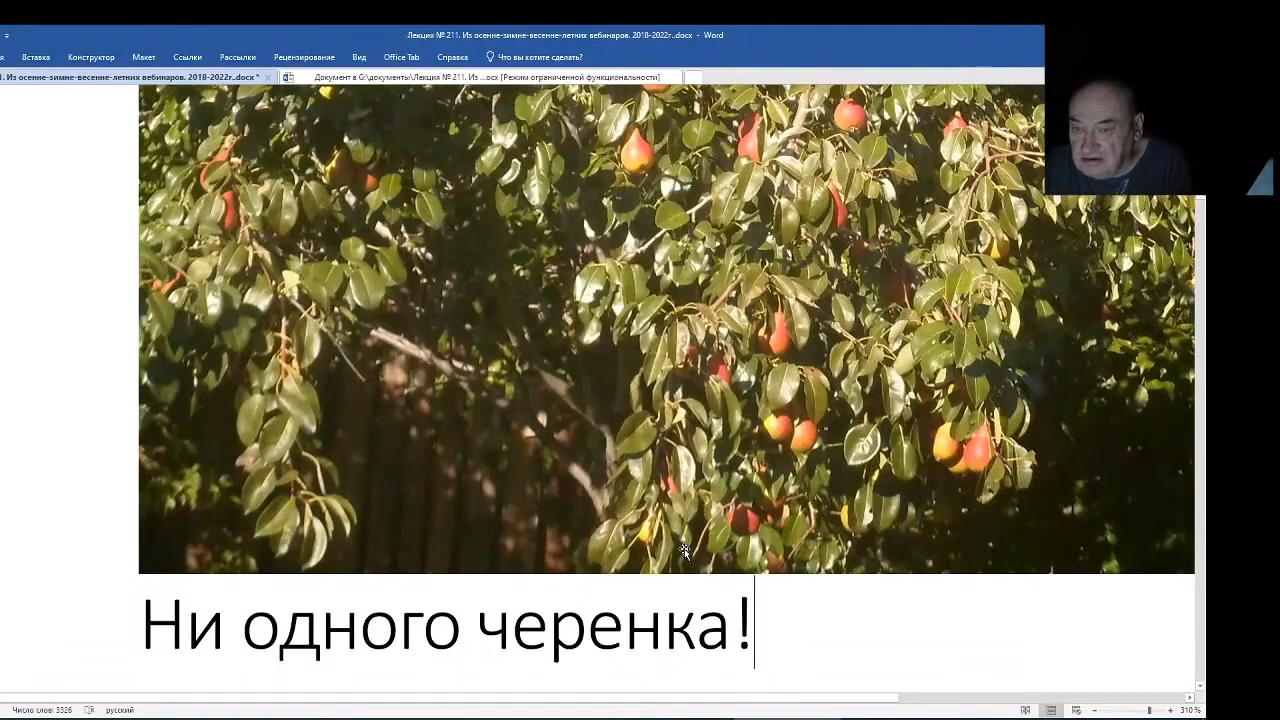 Лекция № 211. Из осенне-зимне-весенне-летних вебинаров. 2018-2022г..docx - Word
Вставка Конструктор Макет Ссылки Рассылки Рецензирование Вид Office Tab Справка Что вы хотите сделать?
1. Из осенне-зимне-весенне-летних вебинаров. 2018-2022г..docx * Документ в G:\документы\Лекция № 211. Из ...осх [Режим ограниченной функциональности]
Ни одного черенка!
Число слов: 3326 русский 310 %